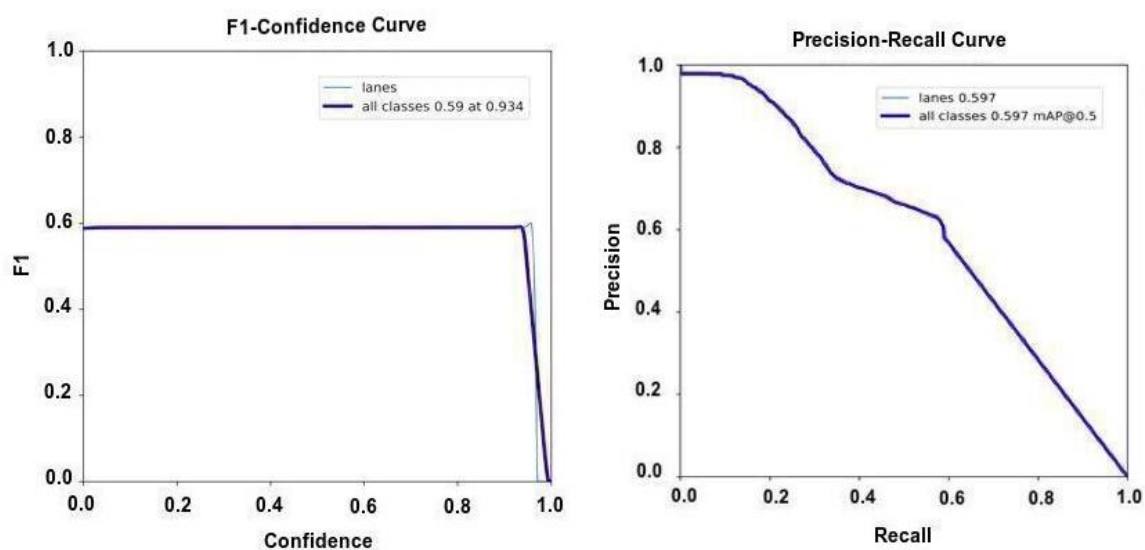 F1-Confidence Curve
1.0
0.8
0.6
0.4
0.2
0.0
F1
lanes
all classes 0.59 at 0.934
0.0 0.2 0.4 0.6 0.8 1.0
Confidence
Precision-Recall Curve
1.0
0.8
0.6
0.4
0.2
0.0
Precision
lanes 0.597
all classes 0.597 mAP@0.5
0.0 0.2 0.4 0.6 0.8 1.0
Recall